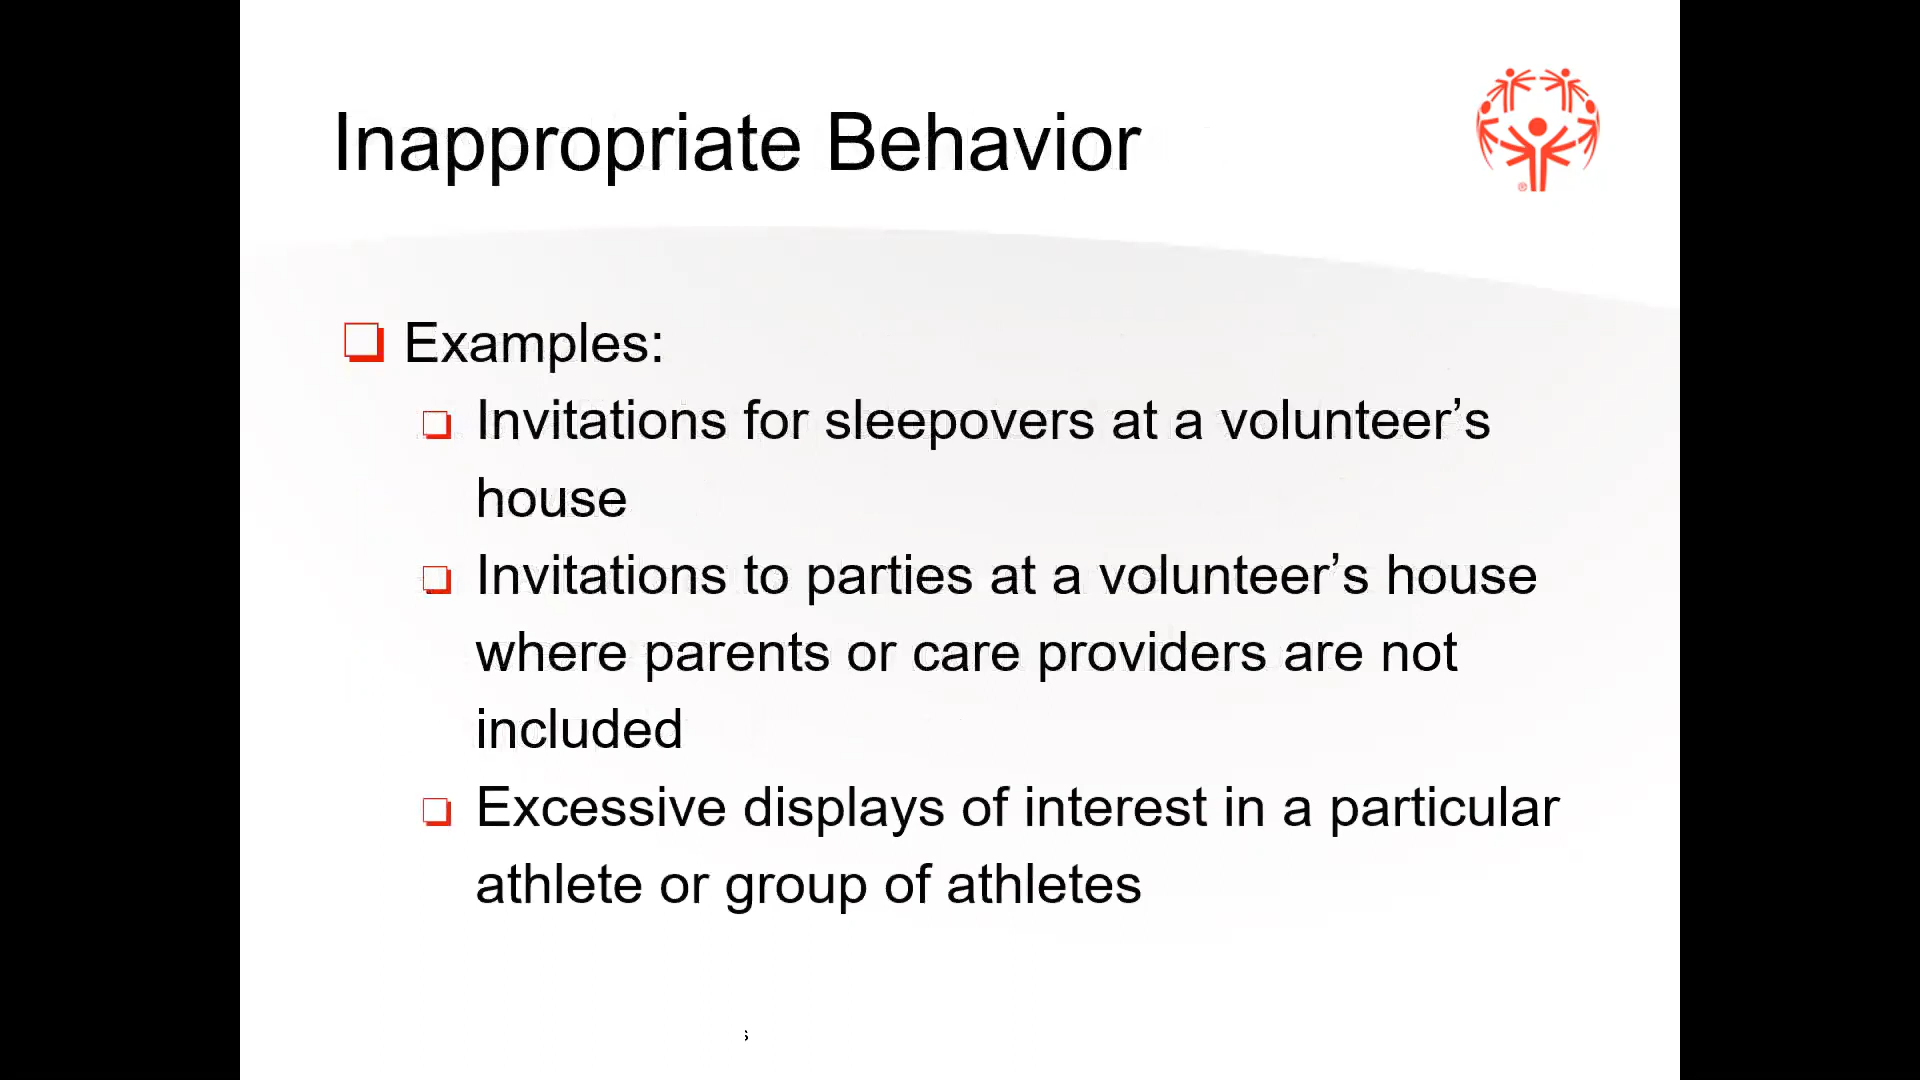 Inappropriate Behavior
®
Examples:
Invitations for sleepovers at a volunteer’s
house
Invitations to parties at a volunteer’s house
where parents or care providers are not
included
Excessive displays of interest in a particular
athlete or group of athletes